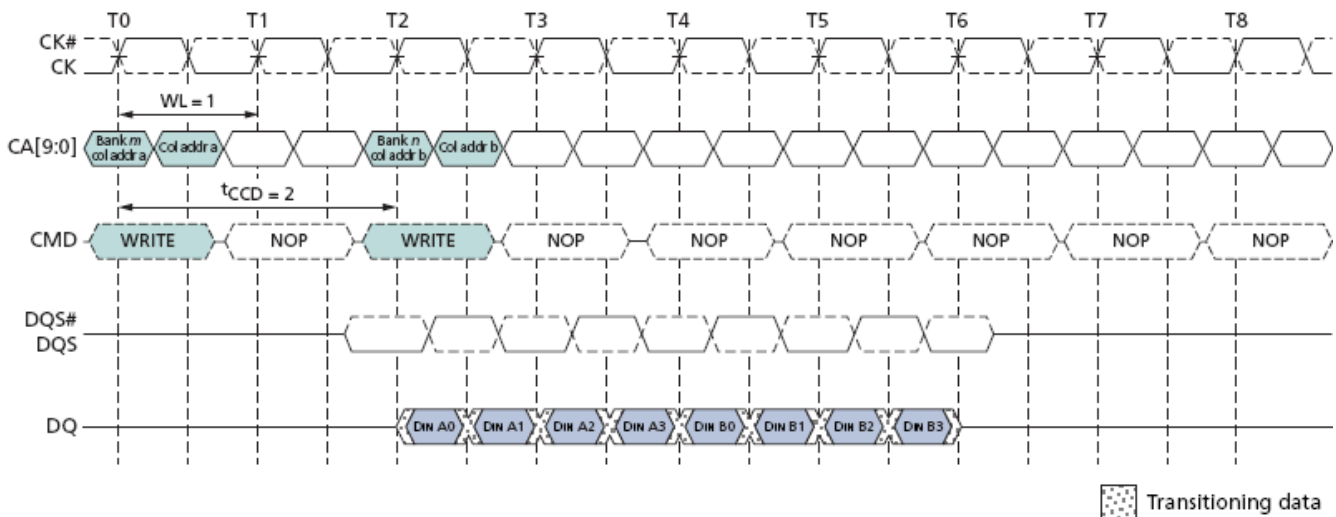 T0 T1 T2 T3 T4 T5 T6 T7 T8
CK#
CK
WL = 1
CA[9:0] Bank m col addr a Col addr a Bank n col addr b Col addr b
tCCD = 2
CMD WRITE NOP WRITE NOP NOP NOP NOP NOP NOP
DQS#
DQS
DQ DIN A0 DIN A1 DIN A2 DIN A3 DIN B0 DIN B1 DIN B2 DIN B3
Transitioning data